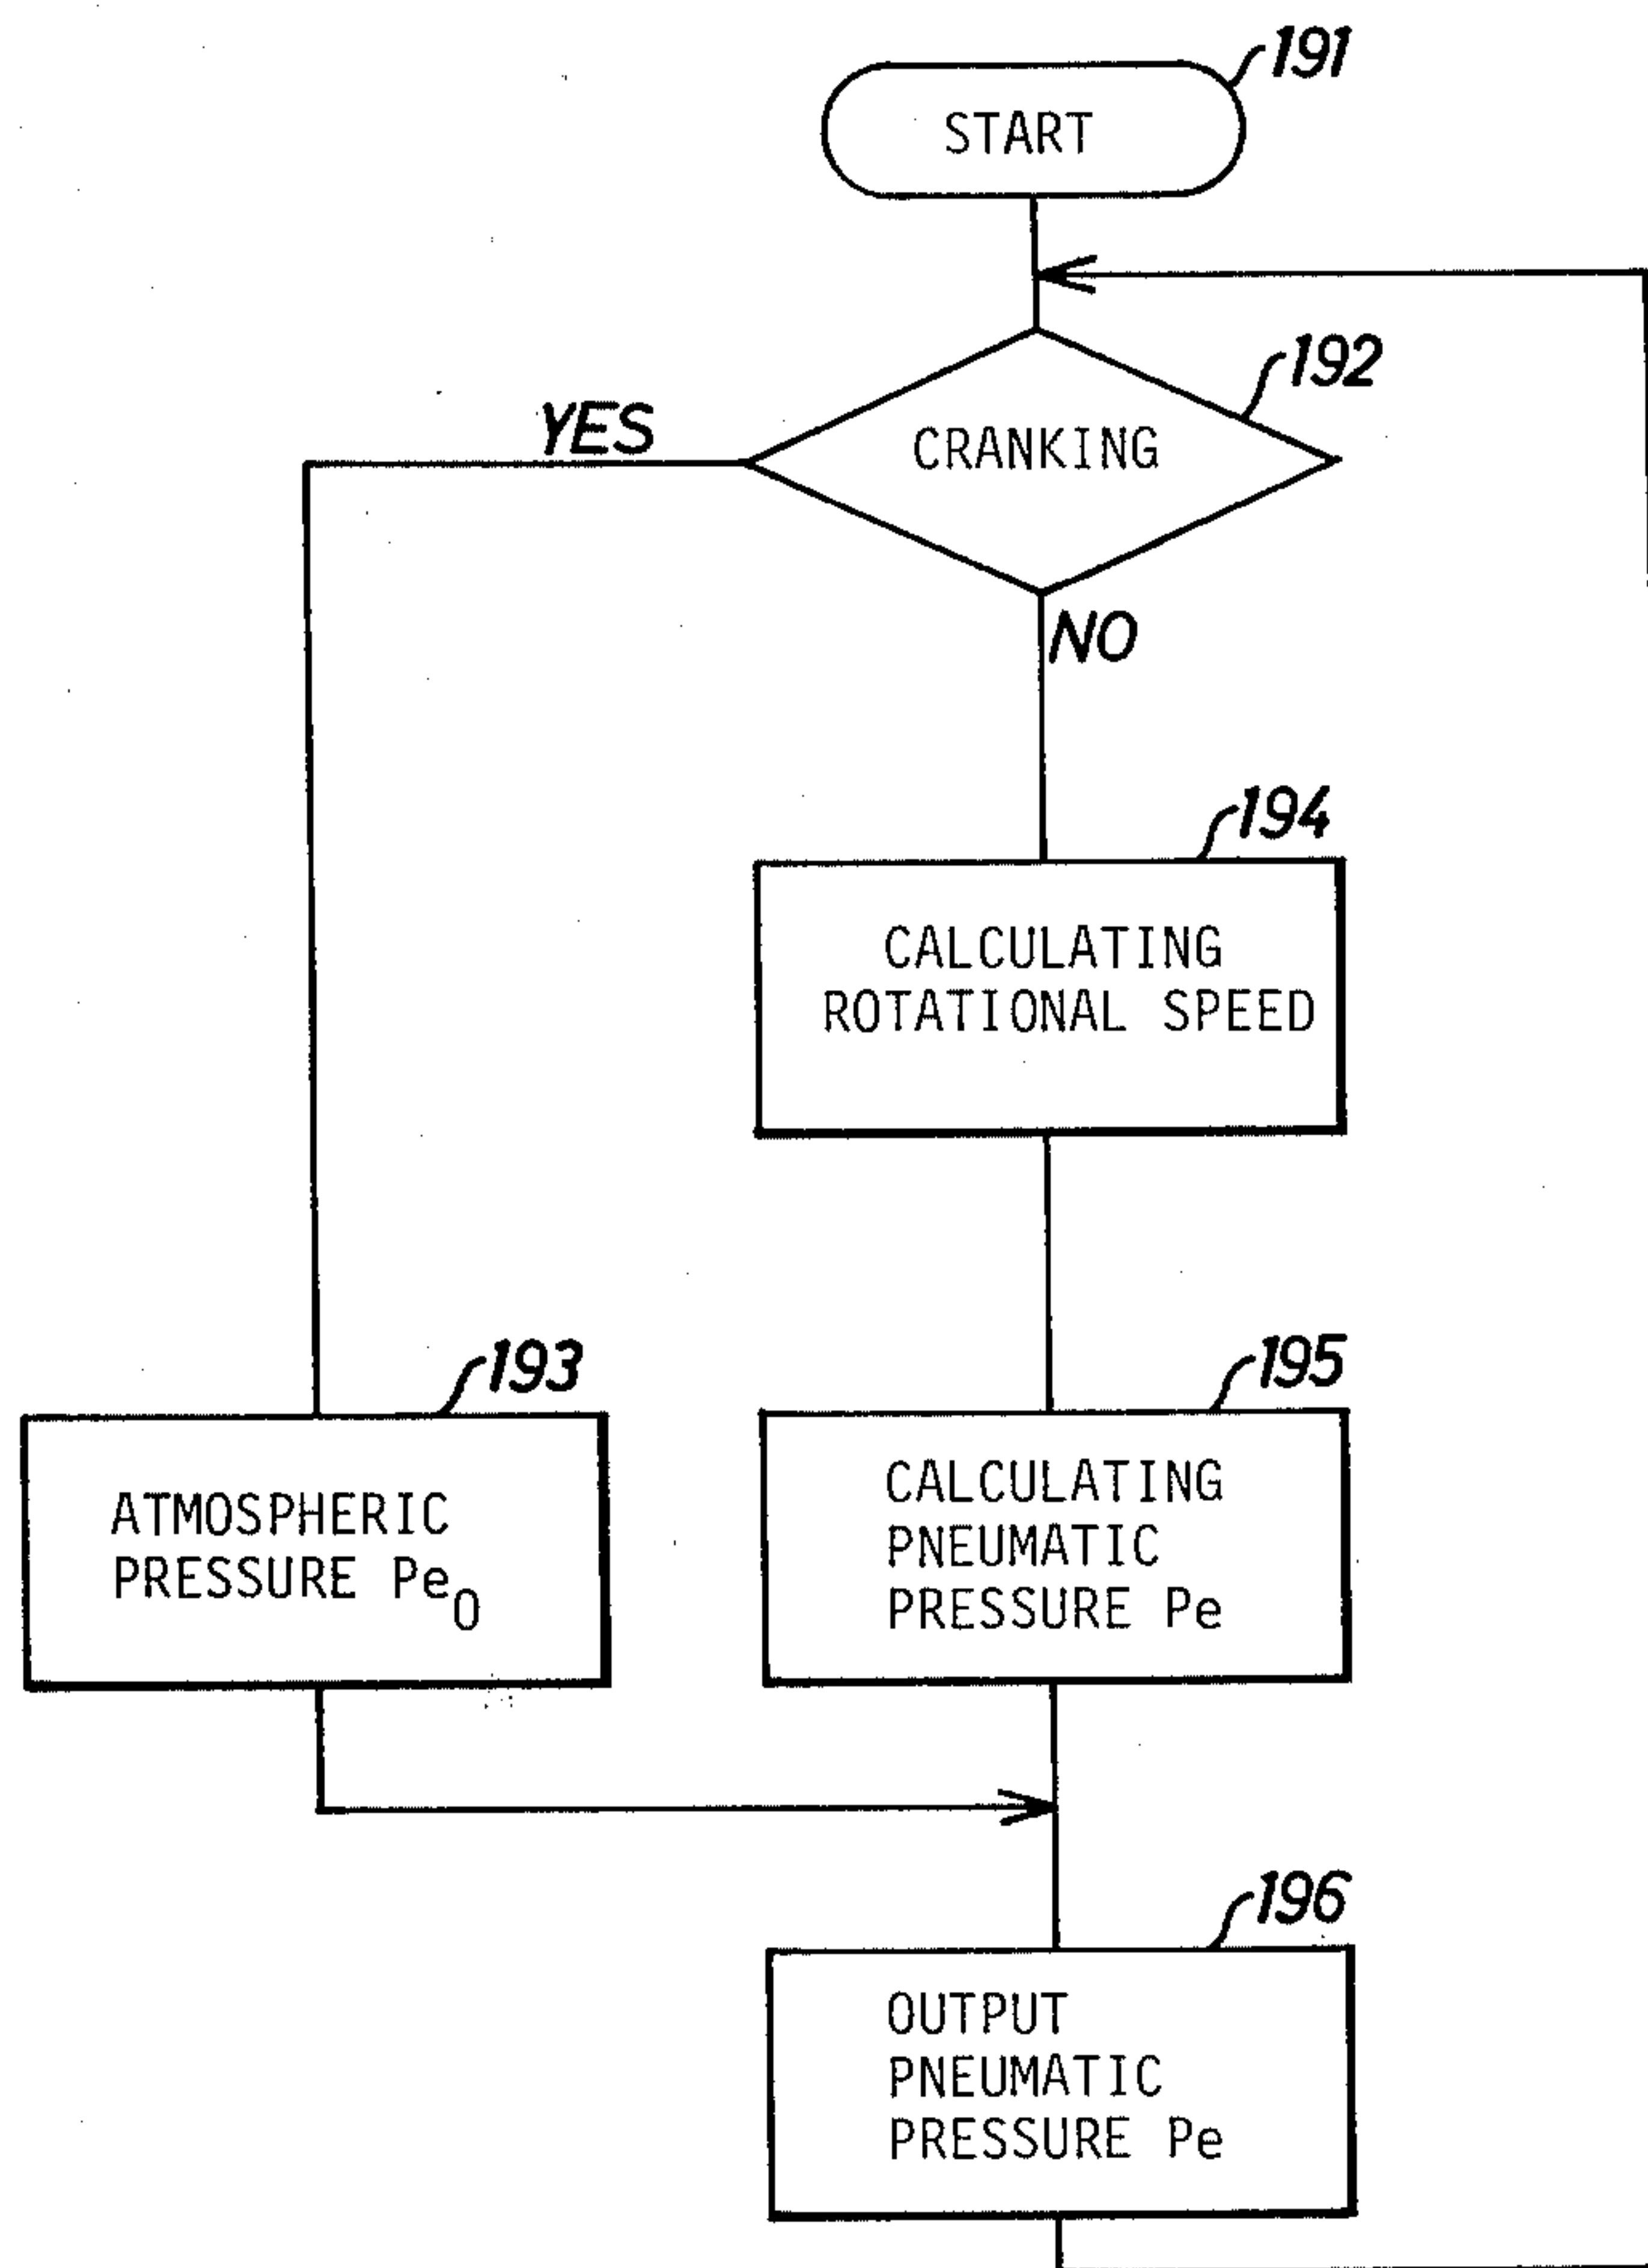 191
START
192
YES
CRANKING
NO
194
CALCULATING
ROTATIONAL SPEED
193
195
ATMOSPHERIC
PRESSURE Pe0
CALCULATING
PNEUMATIC
PRESSURE Pe
196
OUTPUT
PNEUMATIC
PRESSURE Pe